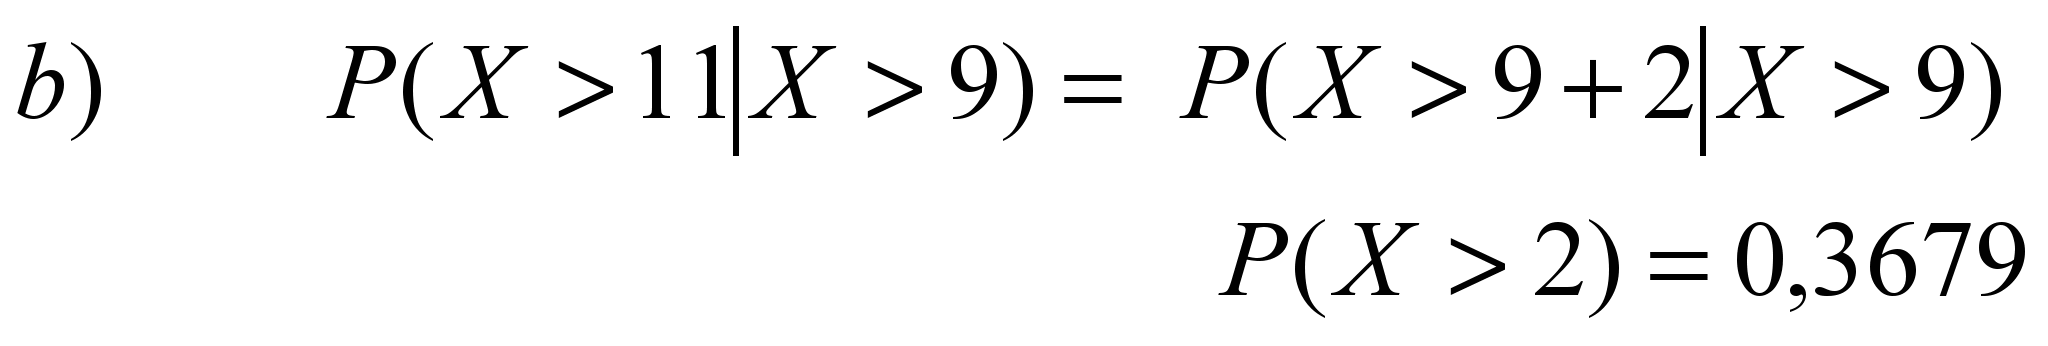 b) P(X > 11|X > 9) = P(X > 9 + 2|X > 9)
P(X > 2) = 0,3679